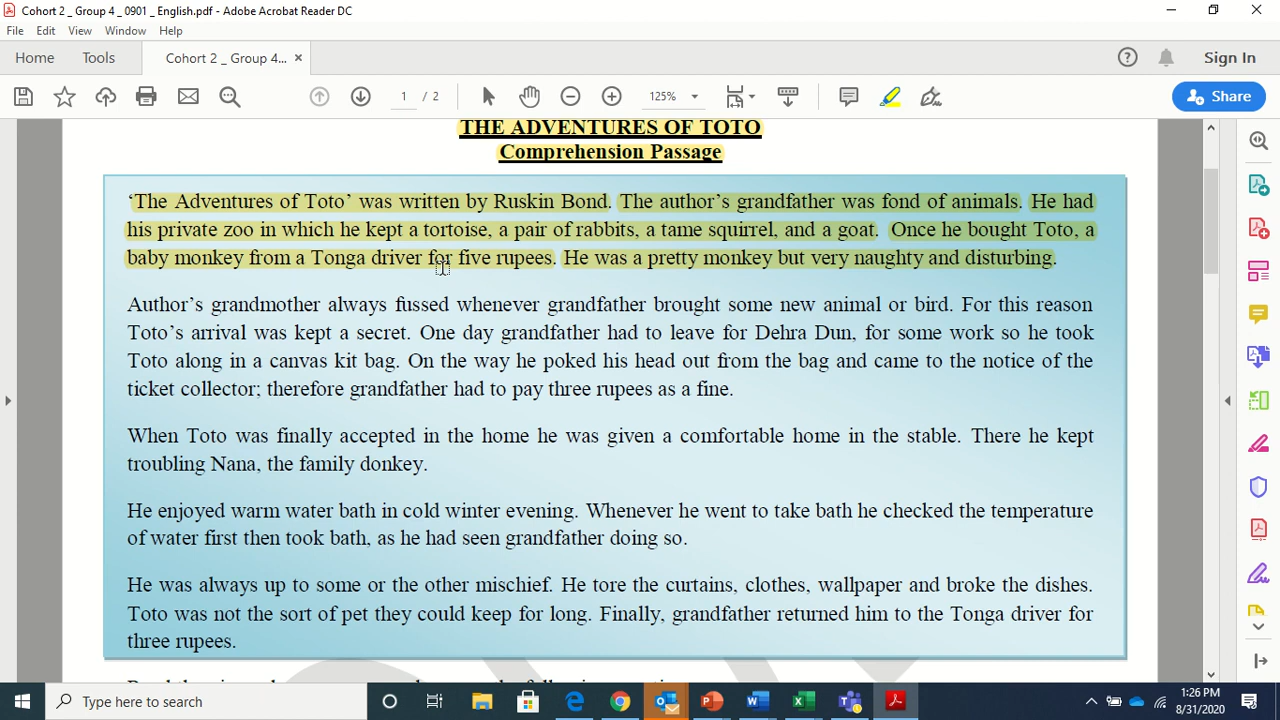 Cohort 2 _ Group 4 _ 0901 _ English.pdf - Adobe Acrobat Reader DC
File Edit View Window Help
Home Tools Cohort 2 _ Group 4... × Sign In
1 / 2 125% Share
THE ADVENTURES OF TOTO
Comprehension Passage
‘The Adventures of Toto’ was written by Ruskin Bond. The author’s grandfather was fond of animals. He had
his private zoo in which he kept a tortoise, a pair of rabbits, a tame squirrel, and a goat. Once he bought Toto, a
baby monkey from a Tonga driver for five rupees. He was a pretty monkey but very naughty and disturbing.
Author’s grandmother always fussed whenever grandfather brought some new animal or bird. For this reason
Toto’s arrival was kept a secret. One day grandfather had to leave for Dehra Dun, for some work so he took
Toto along in a canvas kit bag. On the way he poked his head out from the bag and came to the notice of the
ticket collector; therefore grandfather had to pay three rupees as a fine.
When Toto was finally accepted in the home he was given a comfortable home in the stable. There he kept
troubling Nana, the family donkey.
He enjoyed warm water bath in cold winter evening. Whenever he went to take bath he checked the temperature
of water first then took bath, as he had seen grandfather doing so.
He was always up to some or the other mischief. He tore the curtains, clothes, wallpaper and broke the dishes.
Toto was not the sort of pet they could keep for long. Finally, grandfather returned him to the Tonga driver for
three rupees.
Type here to search
1:26 PM
8/31/2020